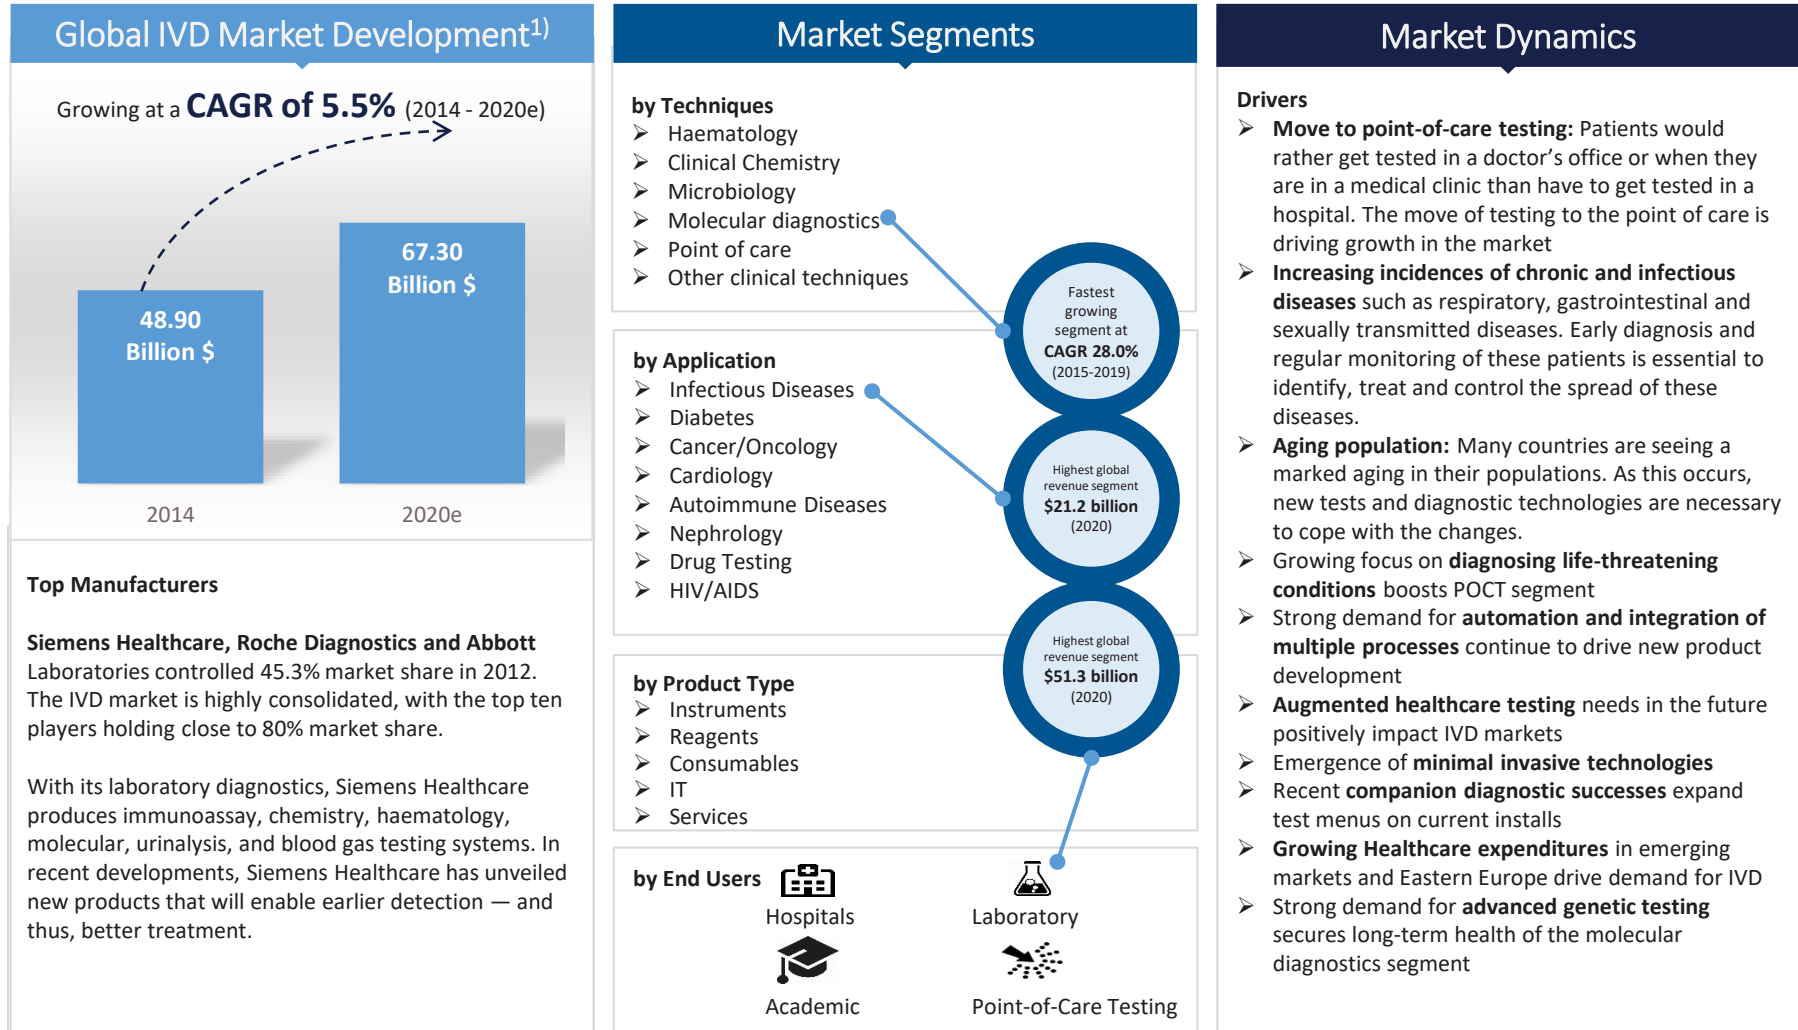 Global IVD Market Development1)
Growing at a CAGR of 5.5% (2014 - 2020e)
48.90
Billion $
67.30
Billion $
2014
2020e
Top Manufacturers
Siemens Healthcare, Roche Diagnostics and Abbott
Laboratories controlled 45.3% market share in 2012.
The IVD market is highly consolidated, with the top ten
players holding close to 80% market share.
With its laboratory diagnostics, Siemens Healthcare
produces immunoassay, chemistry, haematology,
molecular, urinalysis, and blood gas testing systems. In
recent developments, Siemens Healthcare has unveiled
new products that will enable earlier detection — and
thus, better treatment.
Market Segments
by Techniques
➢ Haematology
➢ Clinical Chemistry
➢ Microbiology
➢ Molecular diagnostics
➢ Point of care
➢ Other clinical techniques
Fastest
growing
segment at
CAGR 28.0%
(2015-2019)
by Application
➢ Infectious Diseases
➢ Diabetes
➢ Cancer/Oncology
➢ Cardiology
➢ Autoimmune Diseases
➢ Nephrology
➢ Drug Testing
➢ HIV/AIDS
Highest global
revenue segment
$21.2 billion
(2020)
by Product Type
➢ Instruments
➢ Reagents
➢ Consumables
➢ IT
➢ Services
Highest global
revenue segment
$51.3 billion
(2020)
by End Users
Hospitals
Laboratory
Academic
Point-of-Care Testing
Market Dynamics
Drivers
➢ Move to point-of-care testing: Patients would
rather get tested in a doctor's office or when they
are in a medical clinic than have to get tested in a
hospital. The move of testing to the point of care is
driving growth in the market
➢ Increasing incidences of chronic and infectious
diseases such as respiratory, gastrointestinal and
sexually transmitted diseases. Early diagnosis and
regular monitoring of these patients is essential to
identify, treat and control the spread of these
diseases.
➢ Aging population: Many countries are seeing a
marked aging in their populations. As this occurs,
new tests and diagnostic technologies are necessary
to cope with the changes.
➢ Growing focus on diagnosing life-threatening
conditions boosts POCT segment
➢ Strong demand for automation and integration of
multiple processes continue to drive new product
development
➢ Augmented healthcare testing needs in the future
positively impact IVD markets
➢ Emergence of minimal invasive technologies
➢ Recent companion diagnostic successes expand
test menus on current installs
➢ Growing Healthcare expenditures in emerging
markets and Eastern Europe drive demand for IVD
➢ Strong demand for advanced genetic testing
secures long-term health of the molecular
diagnostics segment